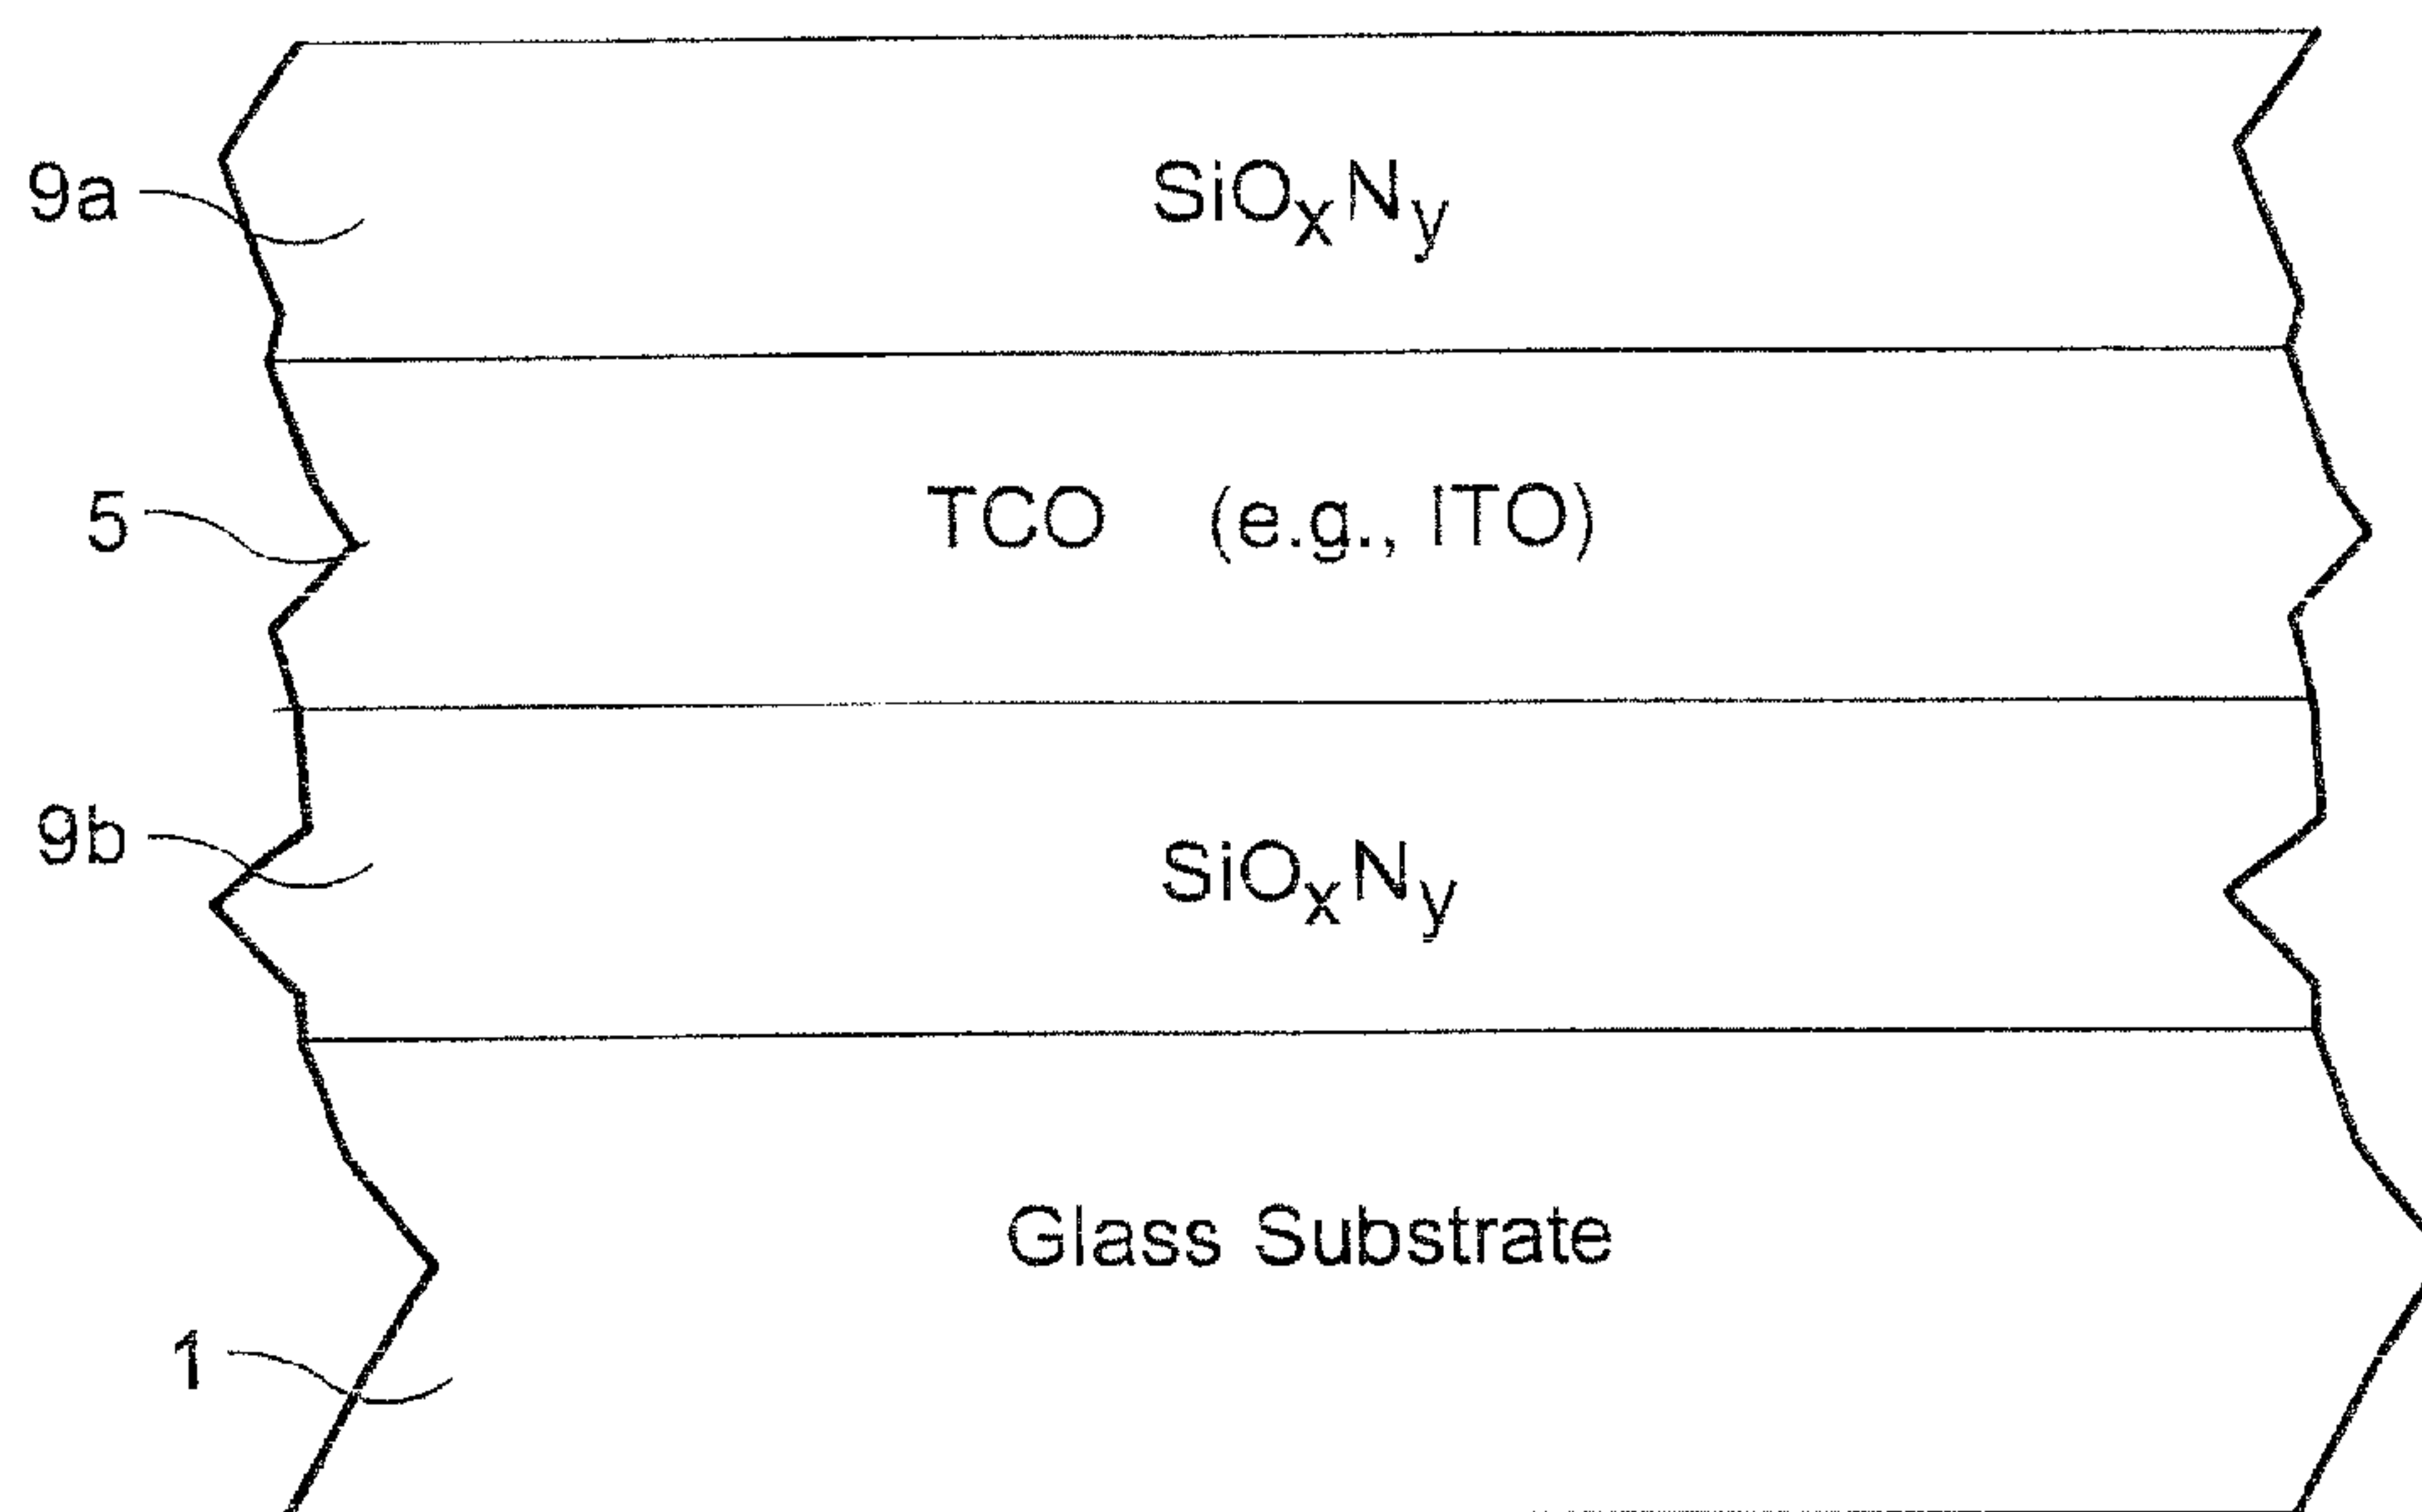 9a SiOxNy
5 TCO (e.g., ITO)
9b SiOxNy
Glass Substrate
1